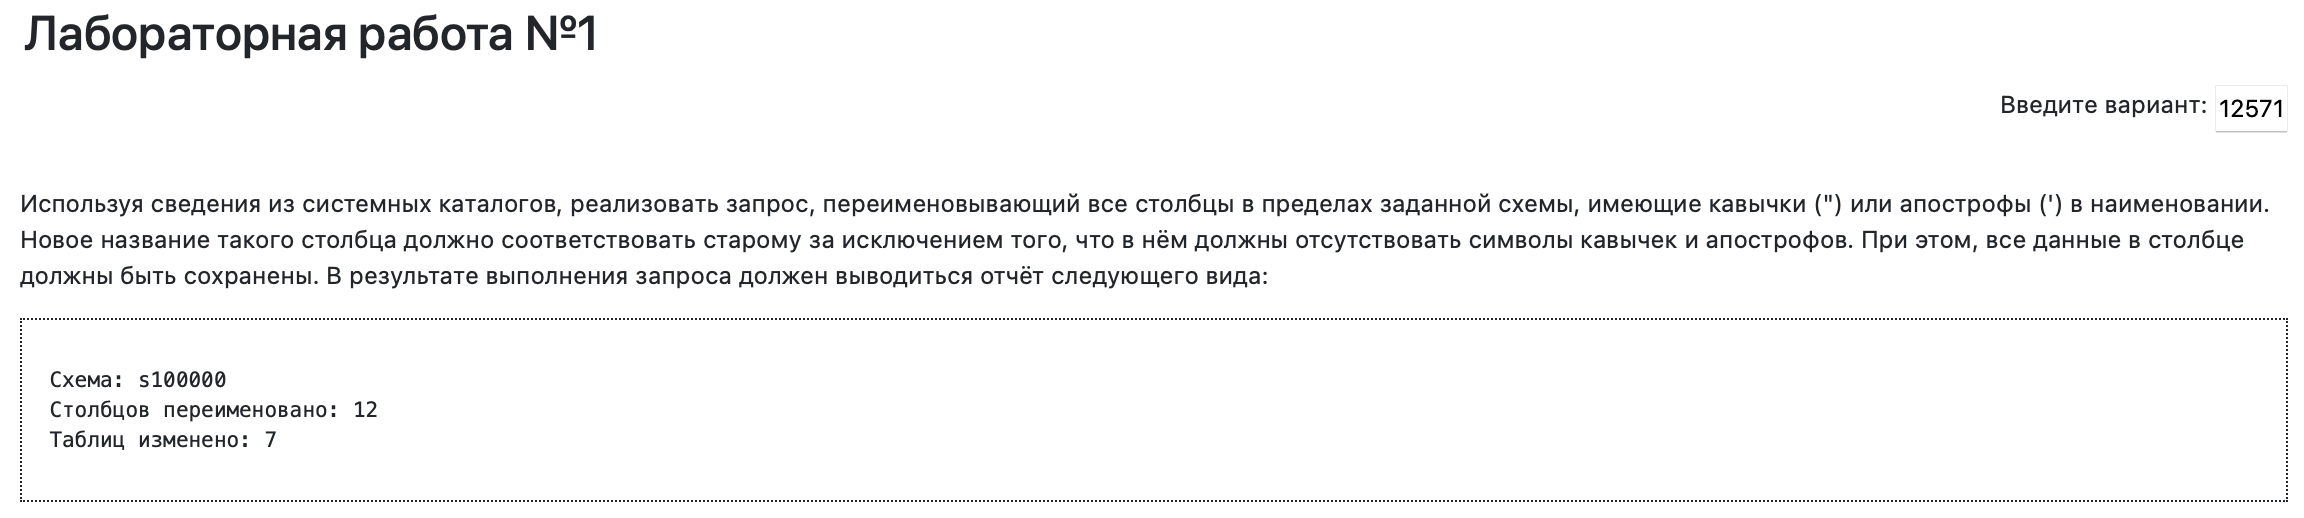 Лабораторная работа №1
Введите вариант: 12571
Используя сведения из системных каталогов, реализовать запрос, переименовывающий все столбцы в пределах заданной схемы, имеющие кавычки (") или апострофы (') в наименовании.
Новое название такого столбца должно соответствовать старому за исключением того, что в нём должны отсутствовать символы кавычек и апострофов. При этом, все данные в столбце
должны быть сохранены. В результате выполнения запроса должен выводиться отчёт следующего вида:
Схема: s100000
Столбцов переименовано: 12
Таблиц изменено: 7